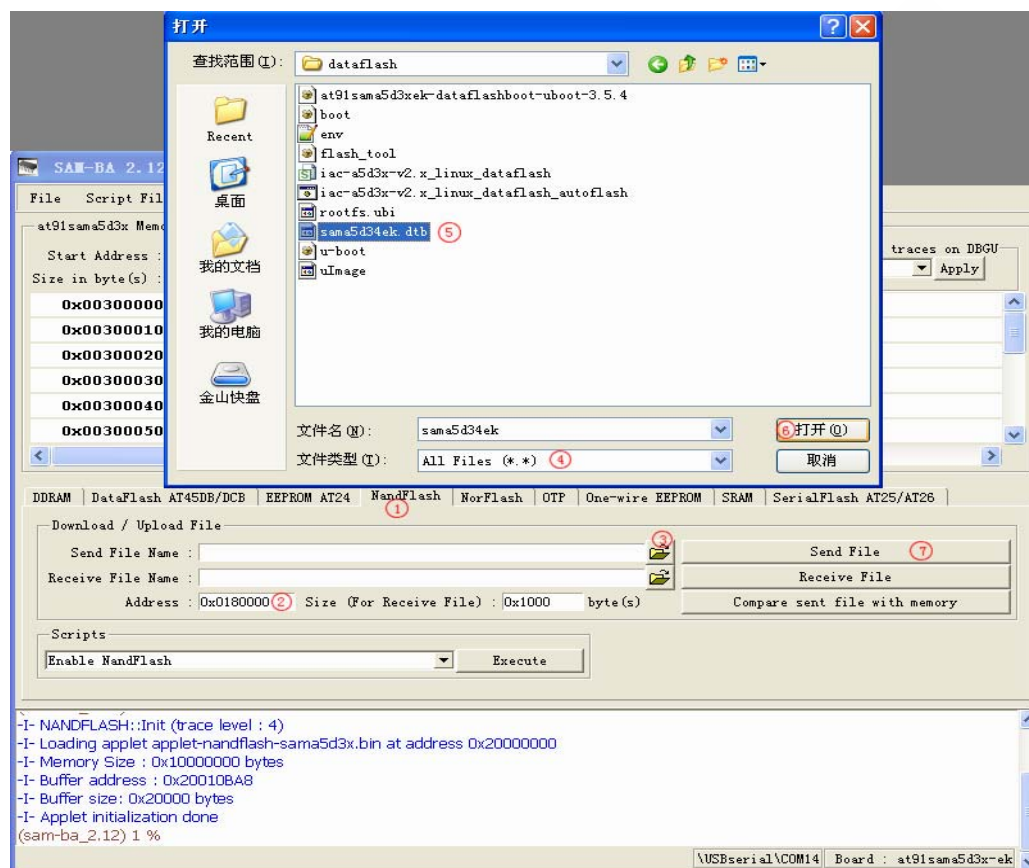 打开
查找范围(I):
dataflash
at91sama5d3xek-dataflashboot-uboot-3.5.4
boot
env
flash_tool
iac-a5d3x-v2.x_linux_dataflash
iac-a5d3x-v2.x_linux_dataflash_autoflash
rootfs.ubi
sama5d34ek.dtb ⑤
u-boot
uImage
Recent
桌面
我的文档
我的电脑
金山快盘
文件名(N):
sama5d34ek
⑥打开(O)
文件类型(T):
All Files (*.*) ④
取消
SAM-BA 2.12
File Script Fil
at91sama5d3x Memo
Start Address :
traces on DBGU
Size in byte(s) :
Apply
0x00300000
0x00300010
0x00300020
0x00300030
0x00300040
0x00300050
DDRAM DataFlash AT45DB/DCB EEPROM AT24 NandFlash NorFlash OTP One-wire EEPROM SRAM SerialFlash AT25/AT26
①
Download / Upload File
Send File Name :
③
Send File ⑦
Receive File Name :
Receive File
Address : 0x0180000 ② Size (For Receive File) : 0x1000 byte(s)
Compare sent file with memory
Scripts
Enable NandFlash
Execute
-I- NANDFLASH::Init (trace level : 4)
-I- Loading applet applet-nandflash-sama5d3x.bin at address 0x20000000
-I- Memory Size : 0x10000000 bytes
-I- Buffer address : 0x20010BA8
-I- Buffer size: 0x20000 bytes
-I- Applet initialization done
(sam-ba_2.12) 1 %
\USBserial\COM14 Board : at91sama5d3x-ek